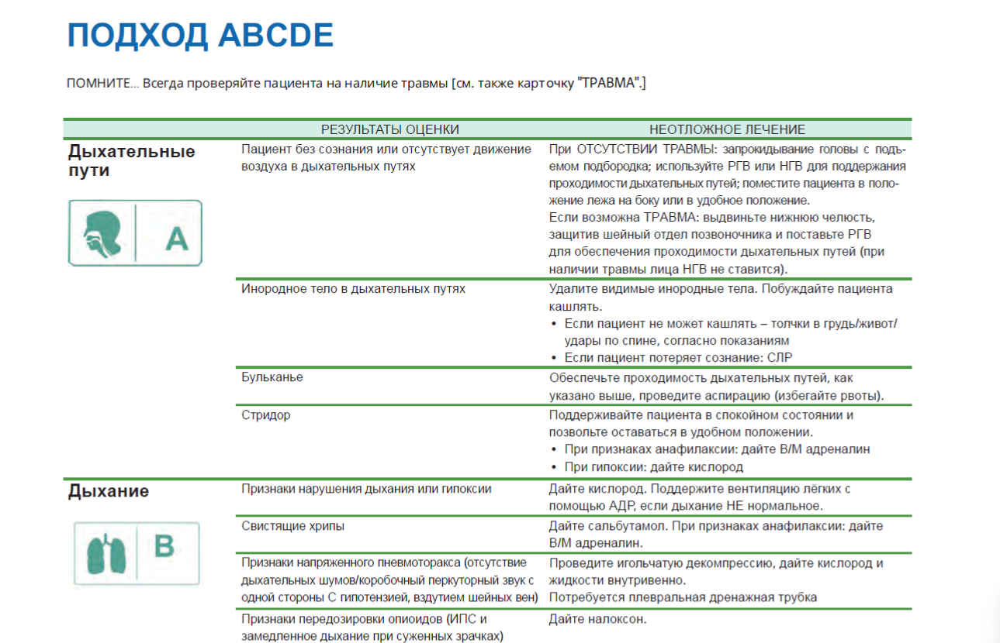 ПОДХОД ABCDE
ПОМНИТЕ... Всегда проверяйте пациента на наличие травмы [см. также карточку "ТРАВМА".]
РЕЗУЛЬТАТЫ ОЦЕНКИ
НЕОТЛОЖНОЕ ЛЕЧЕНИЕ
Дыхательные
пути
A
Пациент без сознания или отсутствует движение
воздуха в дыхательных путях
При ОТСУТСТВИИ ТРАВМЫ: запрокидывание головы с подъ-
емом подбородка; используйте РГВ или НГВ для поддержания
проходимости дыхательных путей; поместите пациента в поло-
жение лежа на боку или в удобное положение.
Если возможна ТРАВМА: выдвиньте нижнюю челюсть,
защитив шейный отдел позвоночника и поставьте РГВ
для обеспечения проходимости дыхательных путей (при
наличии травмы лица НГВ не ставится).
Инородное тело в дыхательных путях
Удалите видимые инородные тела. Побуждайте пациента
кашлять.
• Если пациент не может кашлять – толчки в грудь/живот/
удары по спине, согласно показаниям
• Если пациент потеряет сознание: СЛР
Бульканье
Обеспечьте проходимость дыхательных путей, как
указано выше, проведите аспирацию (избегайте рвоты).
Стридор
Поддерживайте пациента в спокойном состоянии и
позвольте оставаться в удобном положении.
• При признаках анафилаксии: дайте В/М адреналин
• При гипоксии: дайте кислород
Дыхание
B
Признаки нарушения дыхания или гипоксии
Дайте кислород. Поддержите вентиляцию лёгких с
помощью АДР, если дыхание НЕ нормальное.
Свистящие хрипы
Дайте сальбутамол. При признаках анафилаксии: дайте
В/М адреналин.
Признаки напряженного пневмоторакса (отсутствие
дыхательных шумов/коробочный перкуторный звук с
одной стороны С гипотензией, вздутием шейных вен)
Проведите игольчатую декомпрессию, дайте кислород и
жидкости внутривенно.
Потребуется плевральная дренажная трубка
Признаки передозировки опиоидов (ИПС и
замедленное дыхание при суженных зрачках)
Дайте налоксон.